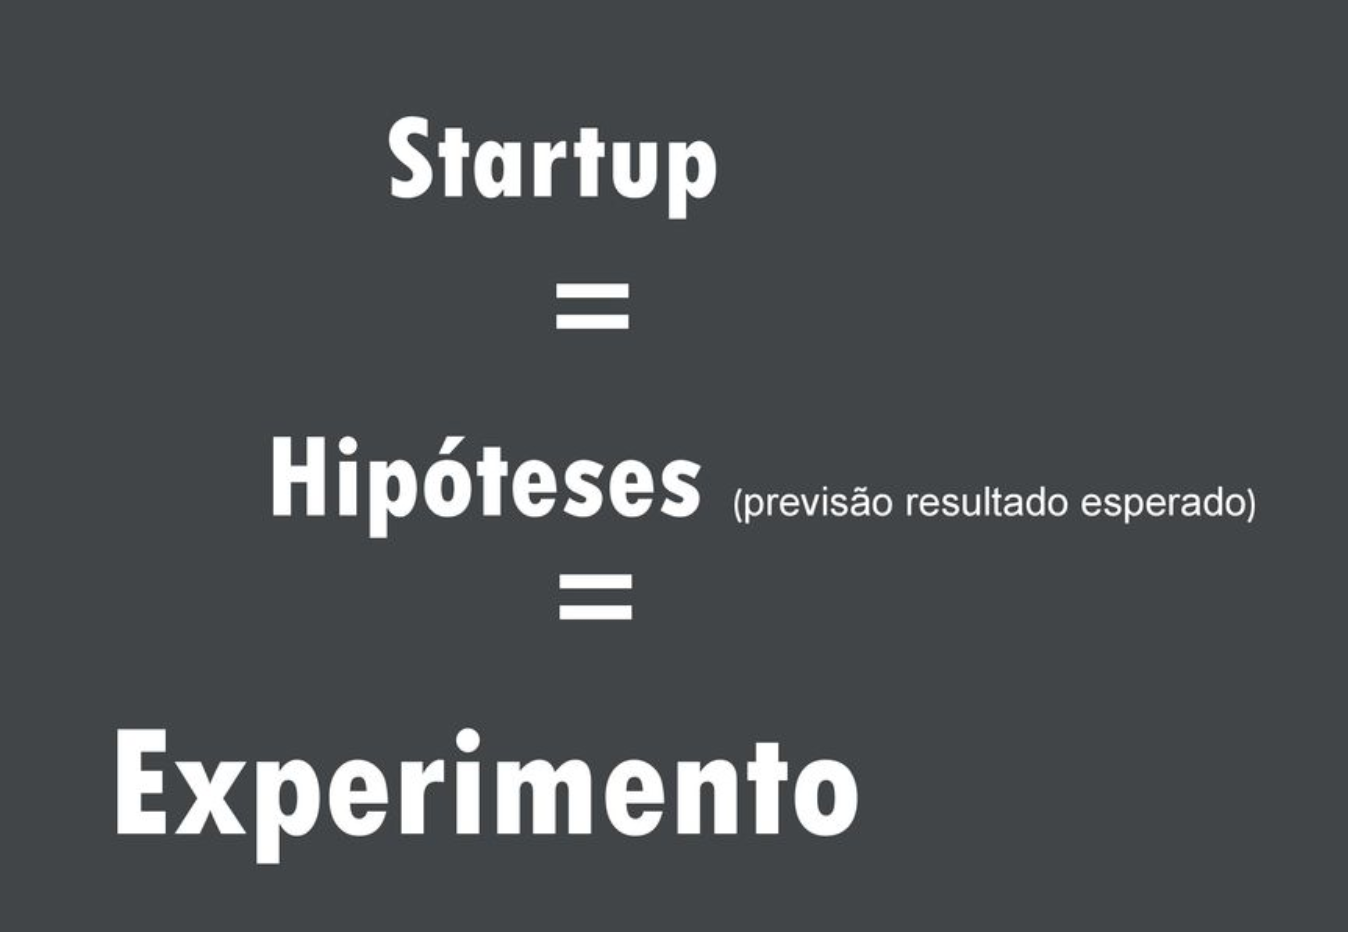 Startup
=
Hipóteses (previsão resultado esperado)
=
Experimento